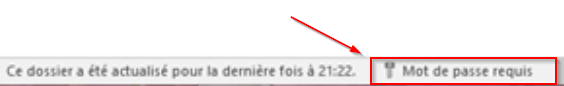 Ce dossier a été actualisé pour la dernière fois à 21:22. Mot de passe requis